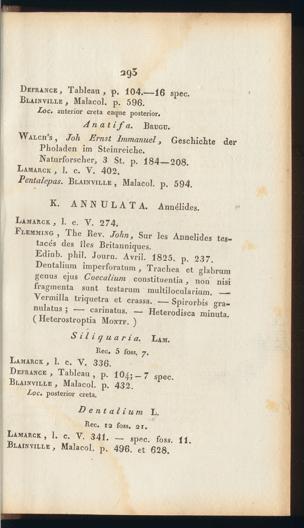 293
DEFRANCE, Tableau, p. 104.—16 spec.
BLAINVILLE, Malacol. p. 596.
Loc. anterior creta eaque posterior.
Anatifa. BRUGU.
WALCH's, Joh Ernst Immanuel, Geschichte der
Pholaden im Steinreiche.
Naturforscher, 3 St. p. 184—208.
LAMARCK, l. c. V. 402.
Pentalepas. BLAINVILLE, Malacol. p. 594.
K. ANNULATA. Annélides.
LAMARCK, l. c. V. 274.
FLEMMING, The Rev. John, Sur les Annelides tes-
tacés des îles Britanniques.
Edinb. phil. Journ. Avril. 1825. p. 237.
Dentalium imperforatum, Trachea et glabrum
genus ejus Coecalium constituentia, non nisi
fragmenta sunt testarum multilocularium. —
Vermilla triquetra et crassa. — Spirorbis gra-
nulatus; — carinatus. — Heterodisca minuta.
(Heterostroptia MONTF.)
Siliquaria. LAM.
Rec. 5 foss. 7.
LAMARCK, l. c. V. 336.
DEFRANCE, Tableau, p. 104;—7 spec.
BLAINVILLE, Malacol. p. 432.
Loc. posterior creta.
Dentalium L.
Rec. 12 foss. 21.
LAMARCK, l. c. V. 341. — spec. foss. 11.
BLAINVILLE, Malacol. p. 496. et 628.